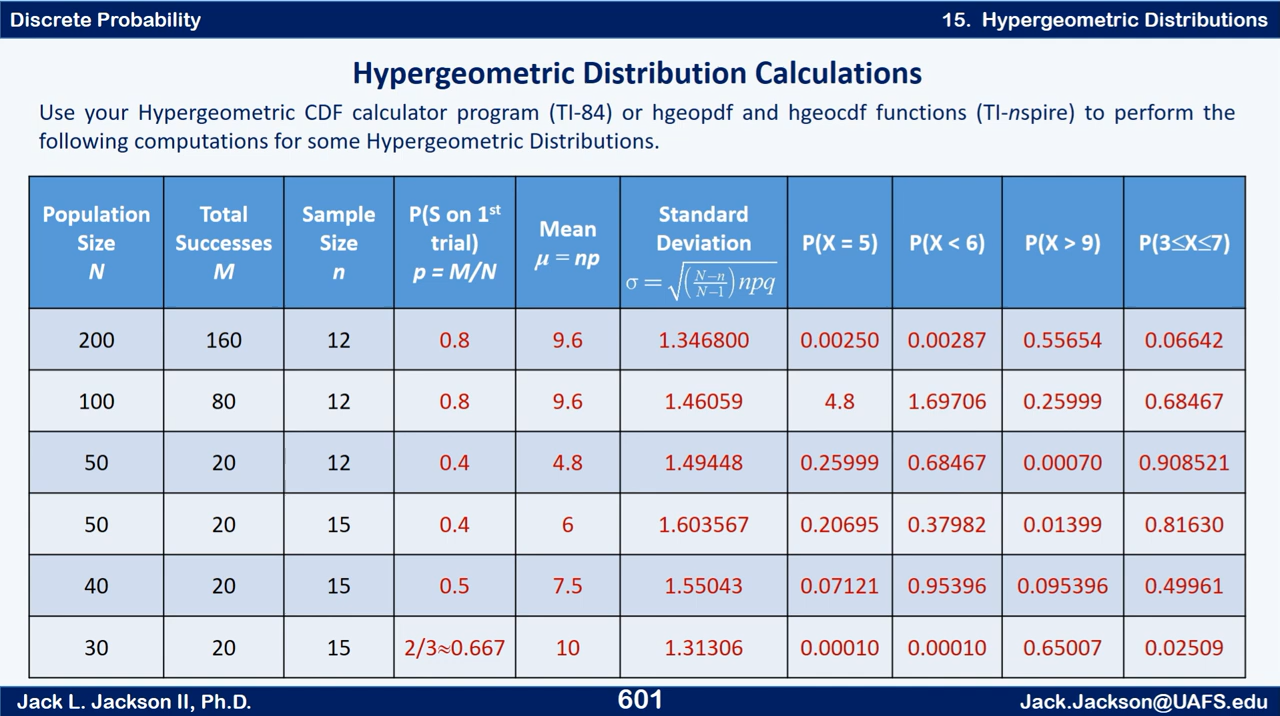 Discrete Probability
15. Hypergeometric Distributions
Hypergeometric Distribution Calculations
Use your Hypergeometric CDF calculator program (TI-84) or hgeopdf and hgeocdf functions (TI-nspire) to perform the
following computations for some Hypergeometric Distributions.
Population Size N | Total Successes M | Sample Size n | P(S on 1st trial) p = M/N | Mean μ = np | Standard Deviation σ = √((N−n)/(N−1)) npq | P(X = 5) | P(X < 6) | P(X > 9) | P(3≤X≤7)
200 | 160 | 12 | 0.8 | 9.6 | 1.346800 | 0.00250 | 0.00287 | 0.55654 | 0.06642
100 | 80 | 12 | 0.8 | 9.6 | 1.46059 | 4.8 | 1.69706 | 0.25999 | 0.68467
50 | 20 | 12 | 0.4 | 4.8 | 1.49448 | 0.25999 | 0.68467 | 0.00070 | 0.908521
50 | 20 | 15 | 0.4 | 6 | 1.603567 | 0.20695 | 0.37982 | 0.01399 | 0.81630
40 | 20 | 15 | 0.5 | 7.5 | 1.55043 | 0.07121 | 0.95396 | 0.095396 | 0.49961
30 | 20 | 15 | 2/3≈0.667 | 10 | 1.31306 | 0.00010 | 0.00010 | 0.65007 | 0.02509
Jack L. Jackson II, Ph.D.
601
Jack.Jackson@UAFS.edu